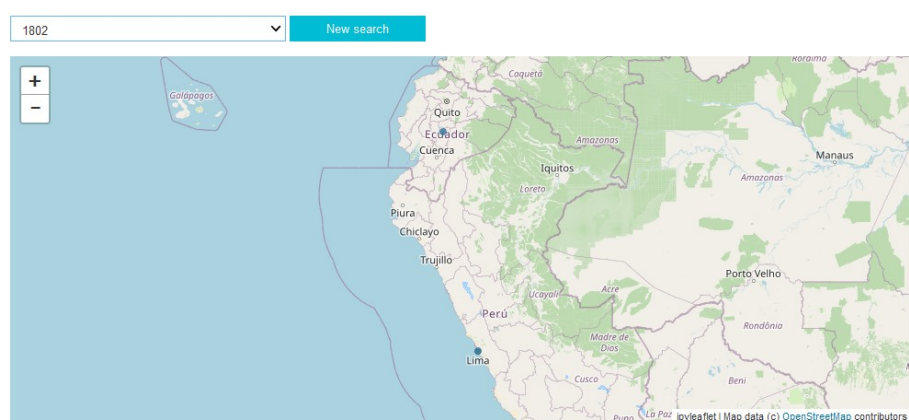 1802
New search
+
−
Galápagos
Caquetá
Roraima
Quito
Ecuador
Cuenca
Amazonas
Manaus
Iquitos
Amazonas
Loreto
Piura
Chiclayo
Trujillo
Porto Velho
Ucayali
Acre
Perú
Rondônia
Madre de
Dios
Lima
Cusco
Beni
Puno
La Paz
ipyleaflet | Map data (c) OpenStreetMap contributors